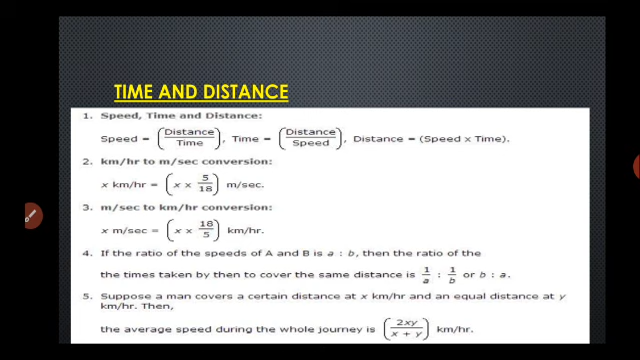 TIME AND DISTANCE
1. Speed, Time and Distance:
Speed = (Distance/Time), Time = (Distance/Speed), Distance = (Speed x Time).
2. km/hr to m/sec conversion:
x km/hr = (x x 5/18) m/sec.
3. m/sec to km/hr conversion:
x m/sec = (x x 18/5) km/hr.
4. If the ratio of the speeds of A and B is a : b, then the ratio of the
the times taken by then to cover the same distance is 1/a : 1/b or b : a.
5. Suppose a man covers a certain distance at x km/hr and an equal distance at y
km/hr. Then,
the average speed during the whole journey is (2xy/x + y) km/hr.